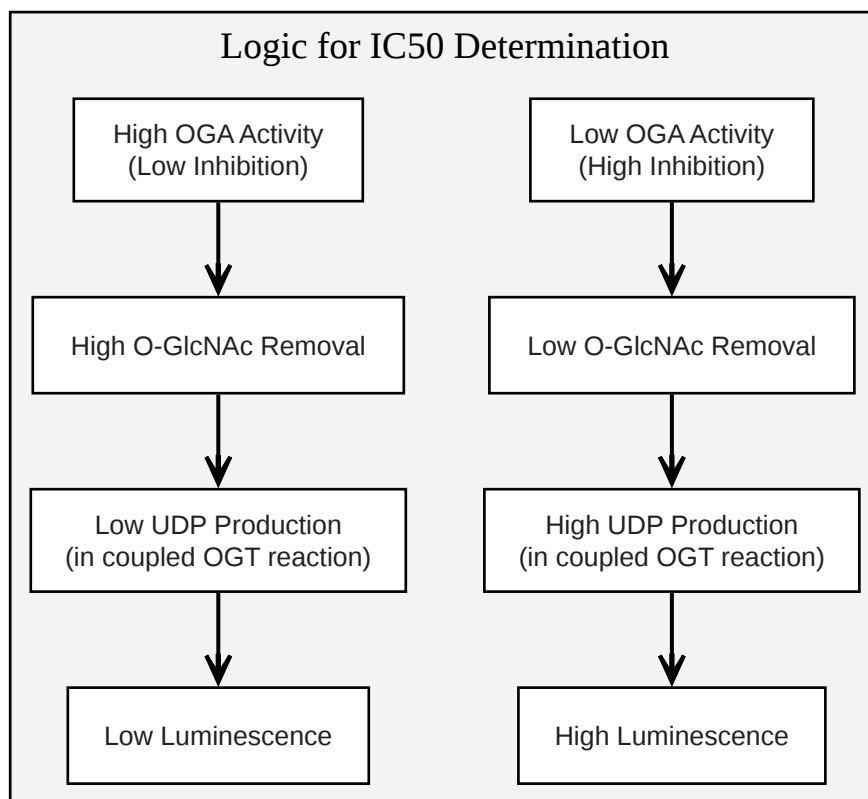 Logic for IC50 Determination
High OGA Activity
(Low Inhibition)
High O-GlcNAc Removal
Low UDP Production
(in coupled OGT reaction)
Low Luminescence
Low OGA Activity
(High Inhibition)
Low O-GlcNAc Removal
High UDP Production
(in coupled OGT reaction)
High Luminescence